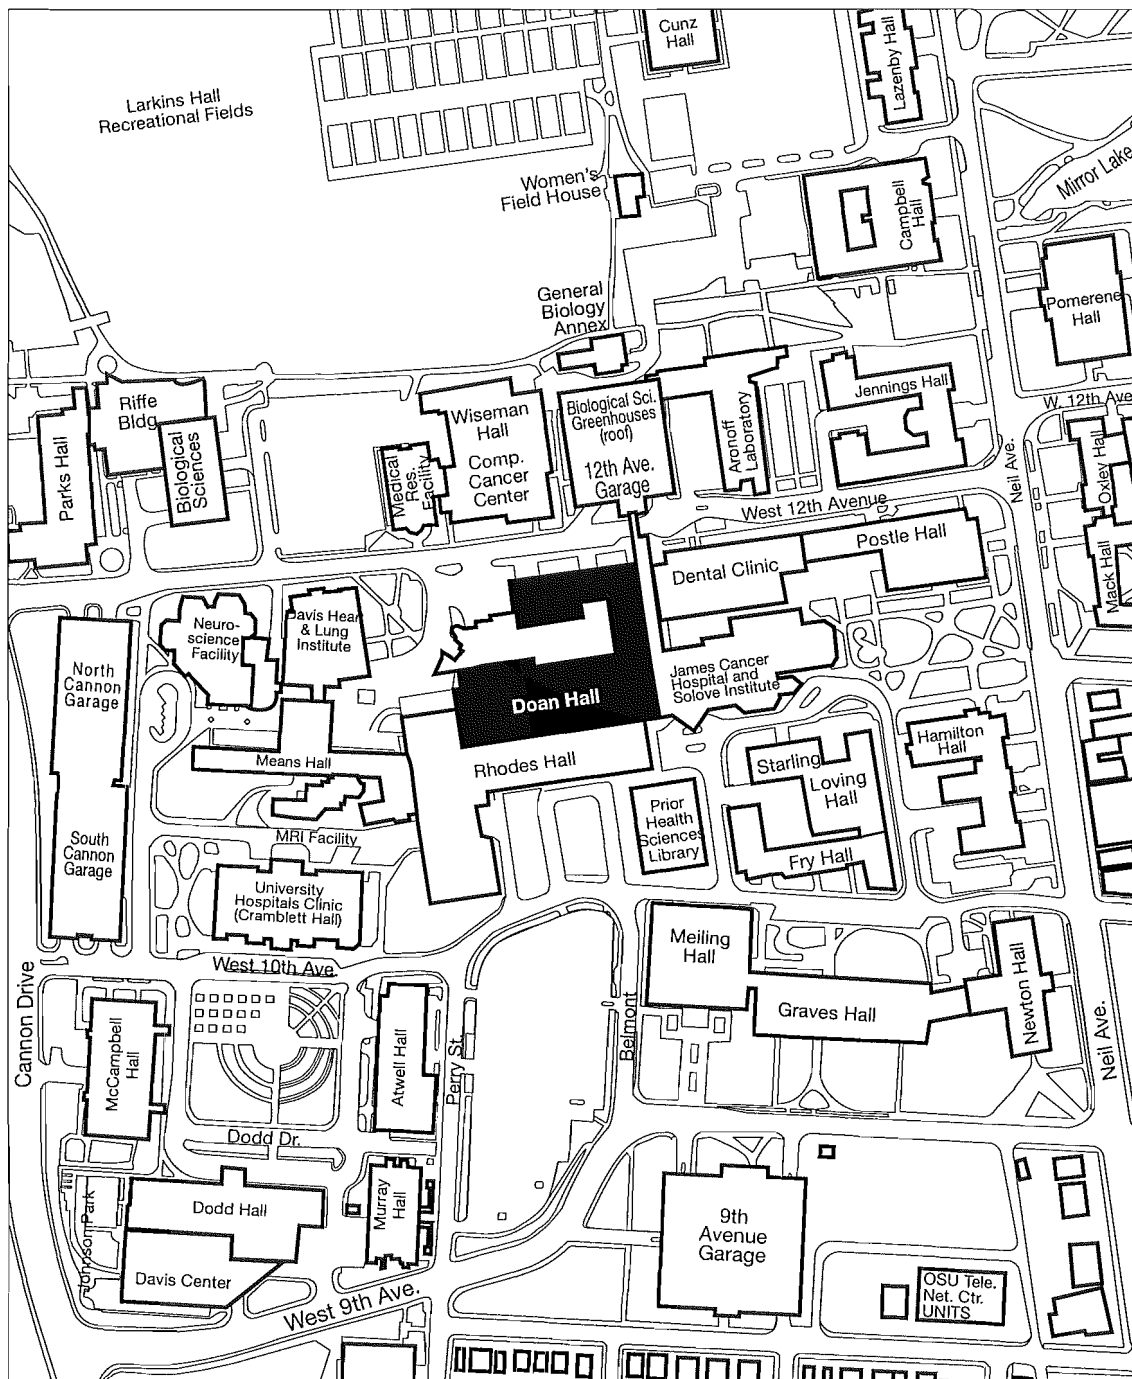 Cunz
Hall
Lazenby Hall
Larkins Hall
Recreational Fields
Women's
Field House
Mirror Lake
Campbell
Hall
General
Biology
Annex
Pomerene
Hall
Riffe
Bldg.
Parks Hall
Biological
Sciences
Wiseman
Hall
Comp.
Cancer
Center
Medical
Res.
Facility
Biological Sci.
Greenhouses
(roof)
12th Ave.
Garage
Aronoff
Laboratory
Jennings Hall
W. 12th Ave
Oxley Hall
Neil Ave.
West 12th Avenue
Postle Hall
Dental Clinic
Mack Hall
Neuro-
science
Facility
Davis Hear
& Lung
Institute
North
Cannon
Garage
James Cancer
Hospital and
Solove Institute
Doan Hall
Means Hall
Rhodes Hall
Starling
Loving
Hall
Hamilton
Hall
Prior
Health
Sciences
Library
MRI Facility
South
Cannon
Garage
Fry Hall
University
Hospitals Clinic
(Cramblett Hall)
Meiling
Hall
West 10th Ave.
Graves Hall
Newton Hall
Cannon Drive
McCampbell
Hall
Atwell Hall
Perry St.
Belmont
Neil Ave.
Dodd Dr.
Dodd Hall
Murray
Hall
Johnson Park
9th
Avenue
Garage
Davis Center
West 9th Ave.
OSU Tele.
Net. Ctr.
UNITS